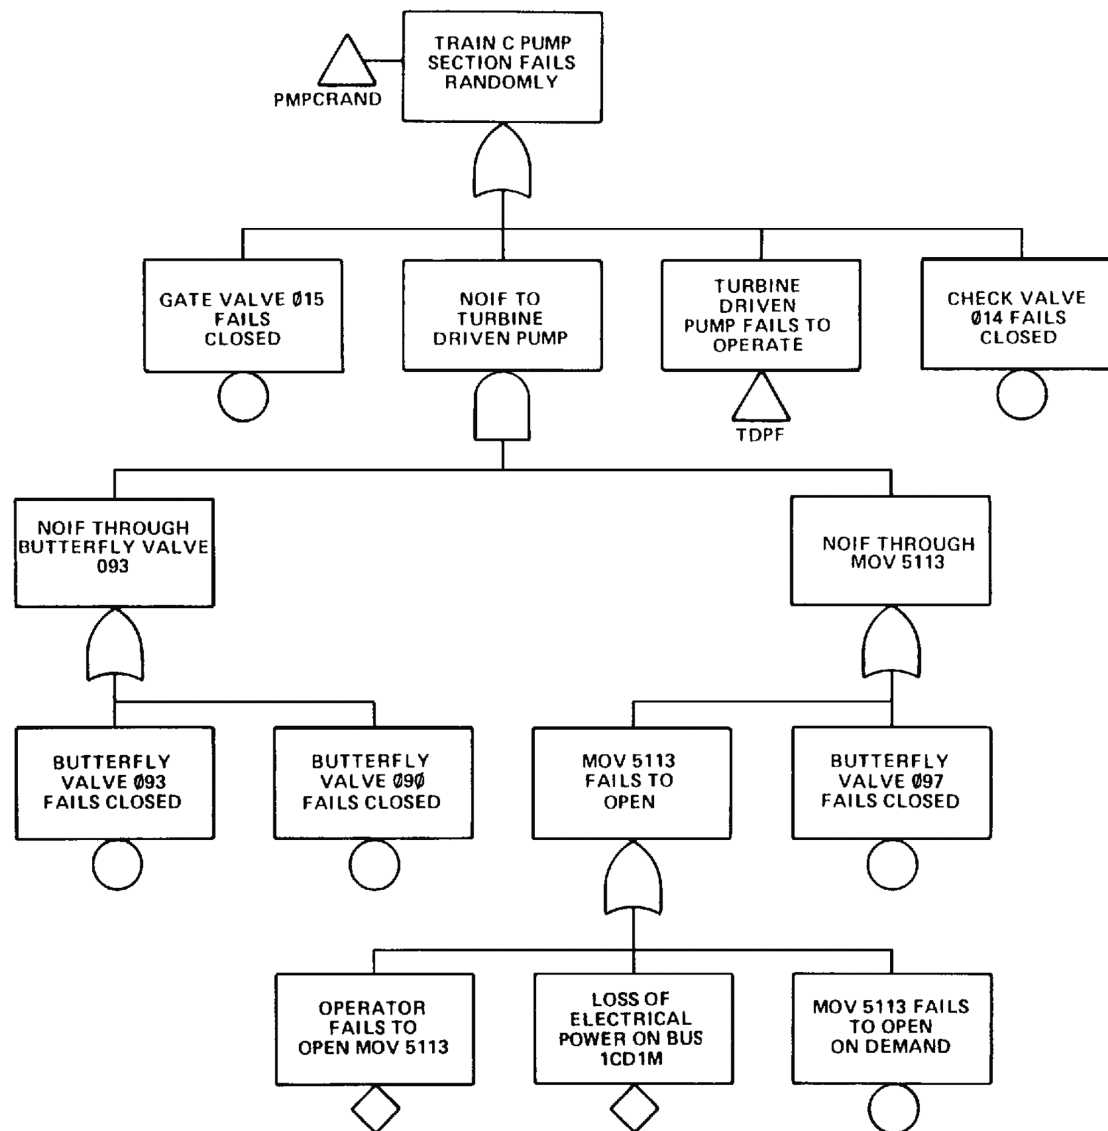 TRAIN C PUMP
SECTION FAILS
RANDOMLY
PMPCRAND
GATE VALVE Ø15
FAILS
CLOSED
NOIF TO
TURBINE
DRIVEN PUMP
TURBINE
DRIVEN
PUMP FAILS TO
OPERATE
CHECK VALVE
Ø14 FAILS
CLOSED
TDPF
NOIF THROUGH
BUTTERFLY VALVE
093
NOIF THROUGH
MOV 5113
BUTTERFLY
VALVE Ø93
FAILS CLOSED
BUTTERFLY
VALVE Ø9Ø
FAILS CLOSED
MOV 5113
FAILS TO
OPEN
BUTTERFLY
VALVE Ø97
FAILS CLOSED
OPERATOR
FAILS TO
OPEN MOV 5113
LOSS OF
ELECTRICAL
POWER ON BUS
1CD1M
MOV 5113 FAILS
TO OPEN
ON DEMAND